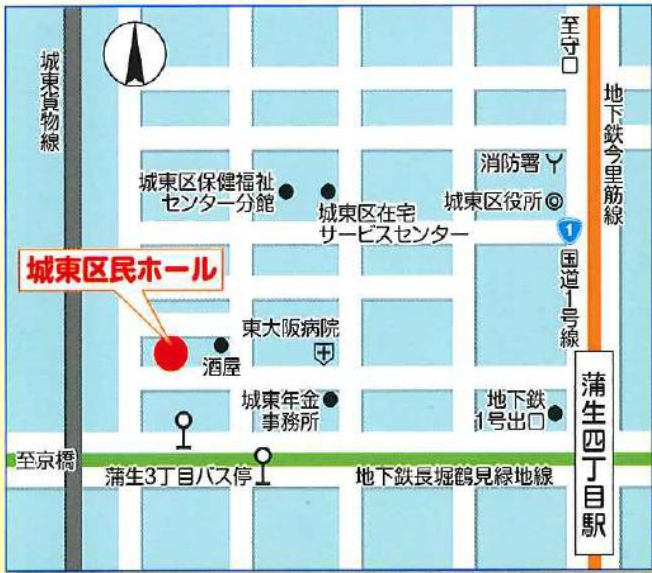 至守口
城東貨物線
地下鉄今里筋線
消防署
城東区保健福祉
センター分館
城東区在宅
サービスセンター
城東区役所
1
国道1号線
城東区民ホール
東大阪病院
酒屋
城東年金
事務所
地下鉄
1号出口
蒲生四丁目駅
至京橋
蒲生3丁目バス停
地下鉄長堀鶴見緑地線